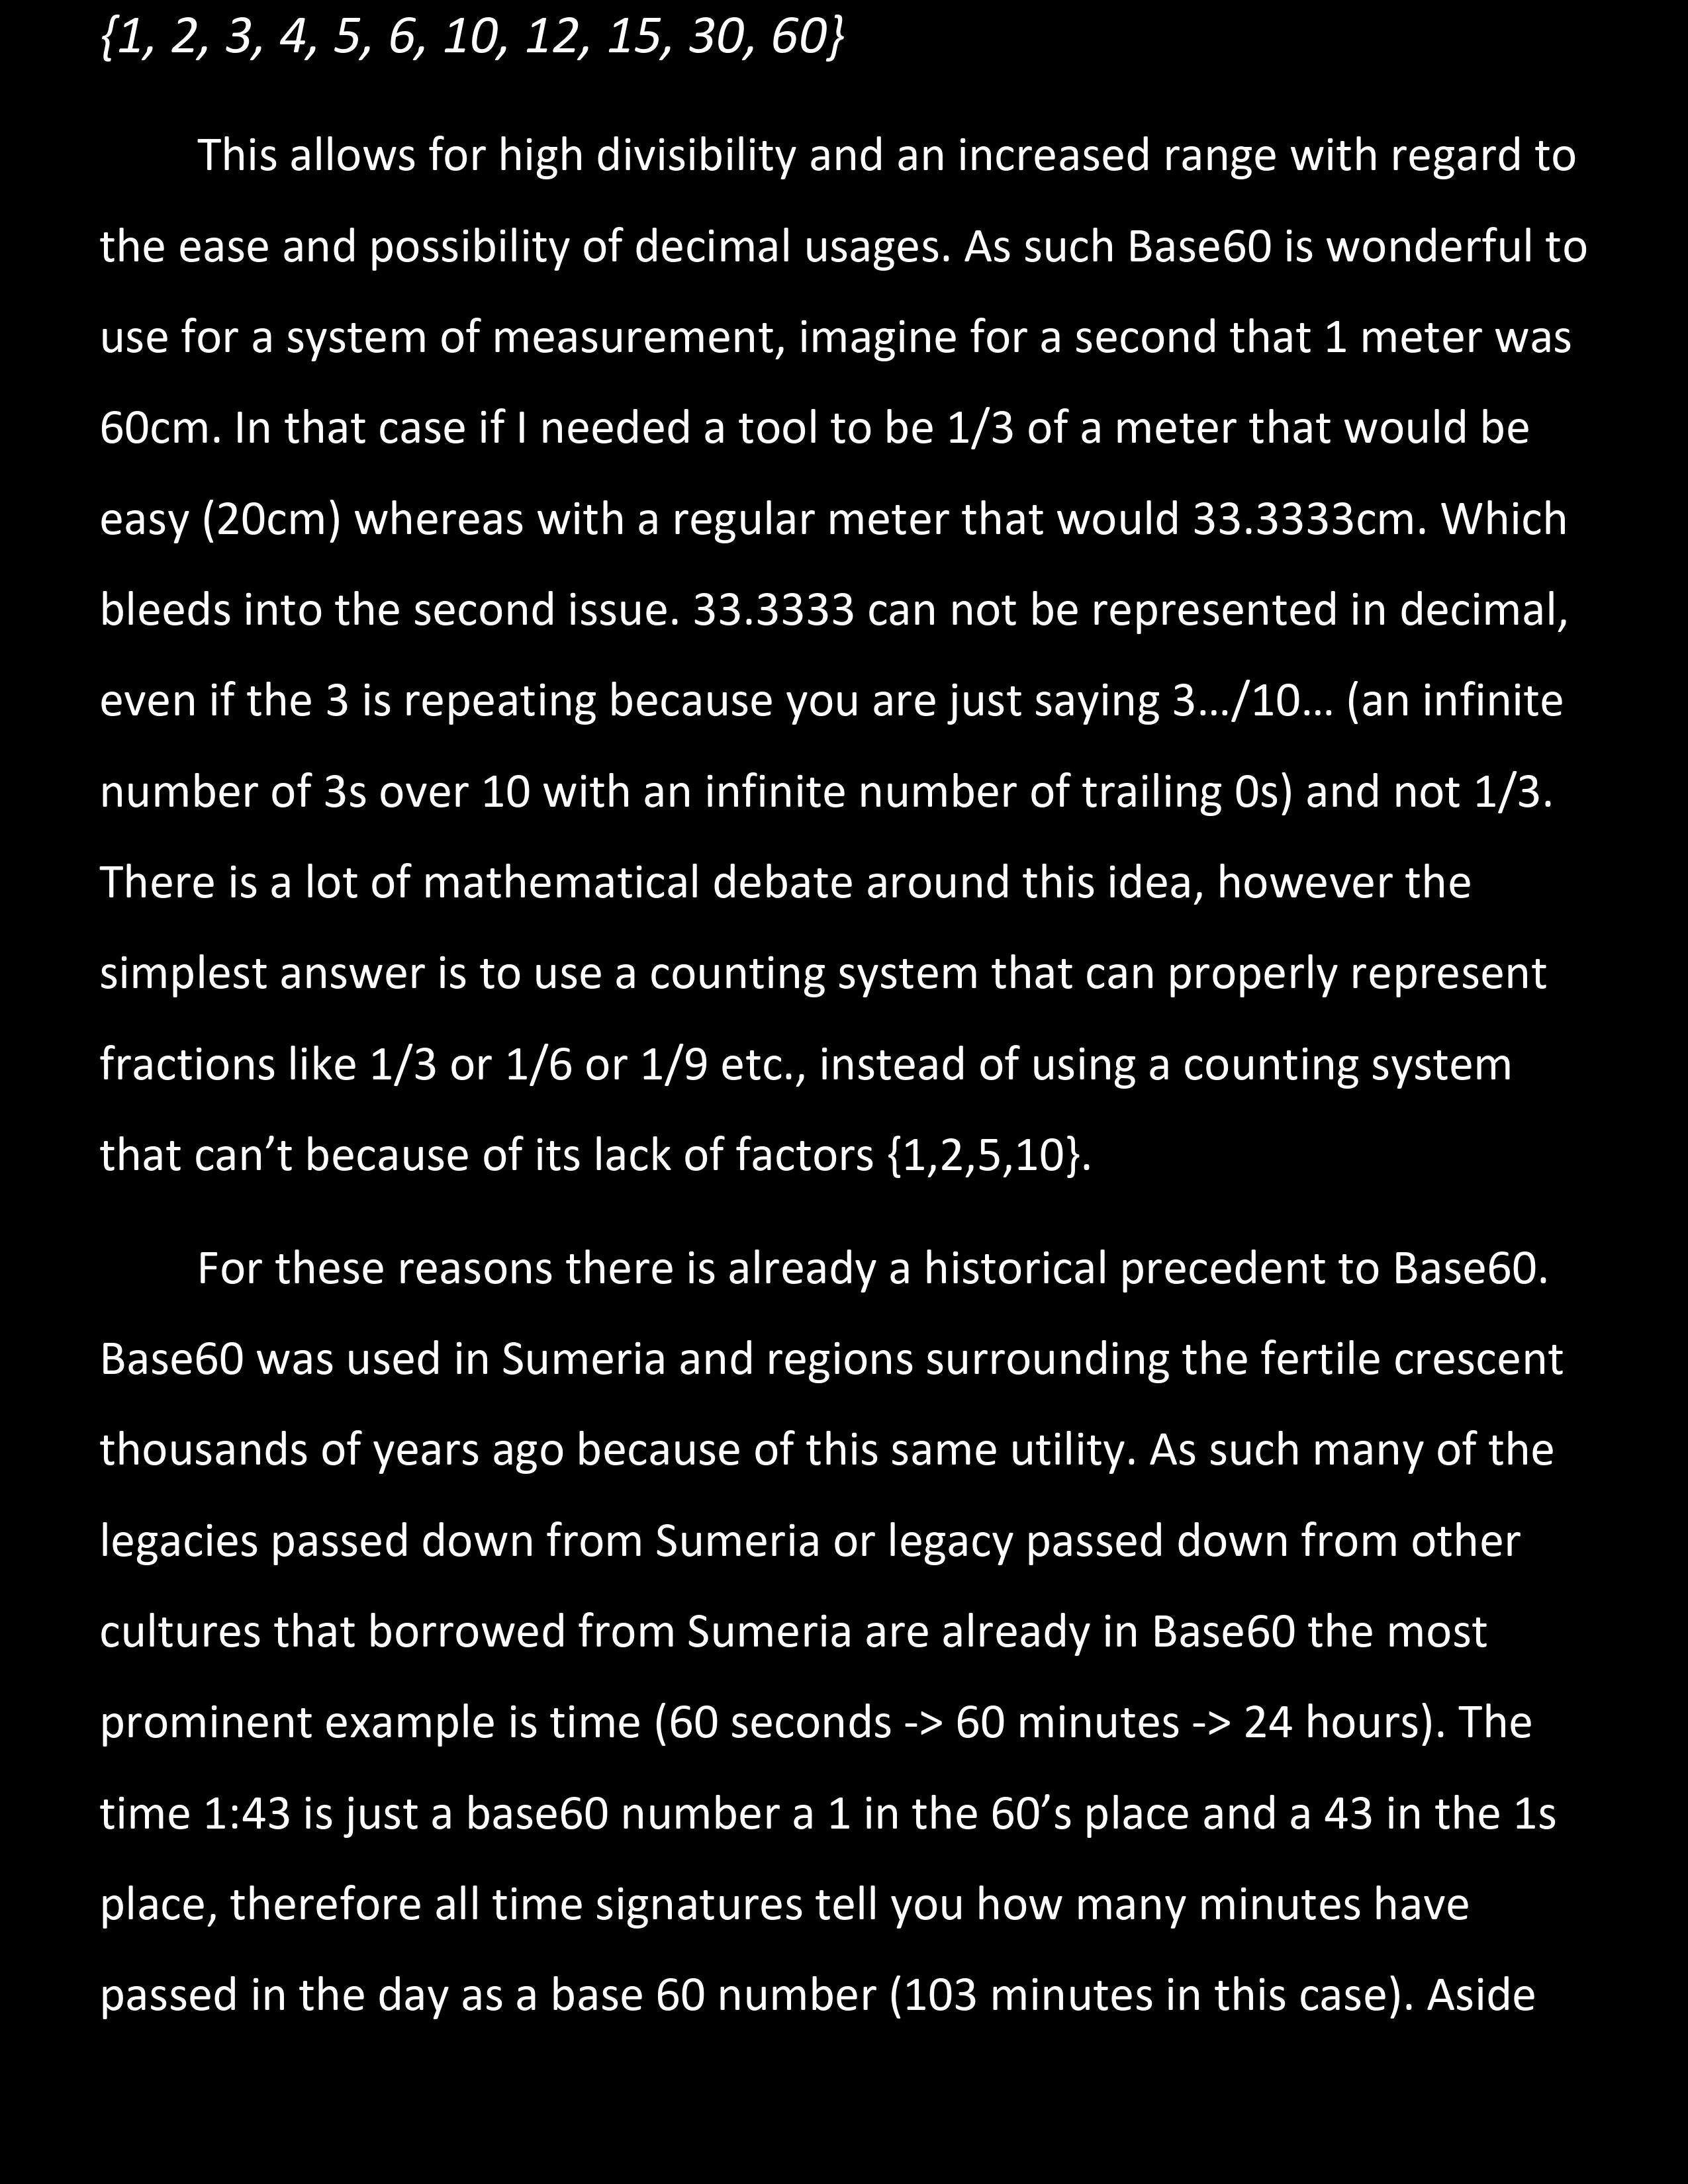 {1, 2, 3, 4, 5, 6, 10, 12, 15, 30, 60}
This allows for high divisibility and an increased range with regard to
the ease and possibility of decimal usages. As such Base60 is wonderful to
use for a system of measurement, imagine for a second that 1 meter was
60cm. In that case if I needed a tool to be 1/3 of a meter that would be
easy (20cm) whereas with a regular meter that would 33.3333cm. Which
bleeds into the second issue. 33.3333 can not be represented in decimal,
even if the 3 is repeating because you are just saying 3…/10… (an infinite
number of 3s over 10 with an infinite number of trailing 0s) and not 1/3.
There is a lot of mathematical debate around this idea, however the
simplest answer is to use a counting system that can properly represent
fractions like 1/3 or 1/6 or 1/9 etc., instead of using a counting system
that can’t because of its lack of factors {1,2,5,10}.
For these reasons there is already a historical precedent to Base60.
Base60 was used in Sumeria and regions surrounding the fertile crescent
thousands of years ago because of this same utility. As such many of the
legacies passed down from Sumeria or legacy passed down from other
cultures that borrowed from Sumeria are already in Base60 the most
prominent example is time (60 seconds -> 60 minutes -> 24 hours). The
time 1:43 is just a base60 number a 1 in the 60’s place and a 43 in the 1s
place, therefore all time signatures tell you how many minutes have
passed in the day as a base 60 number (103 minutes in this case). Aside